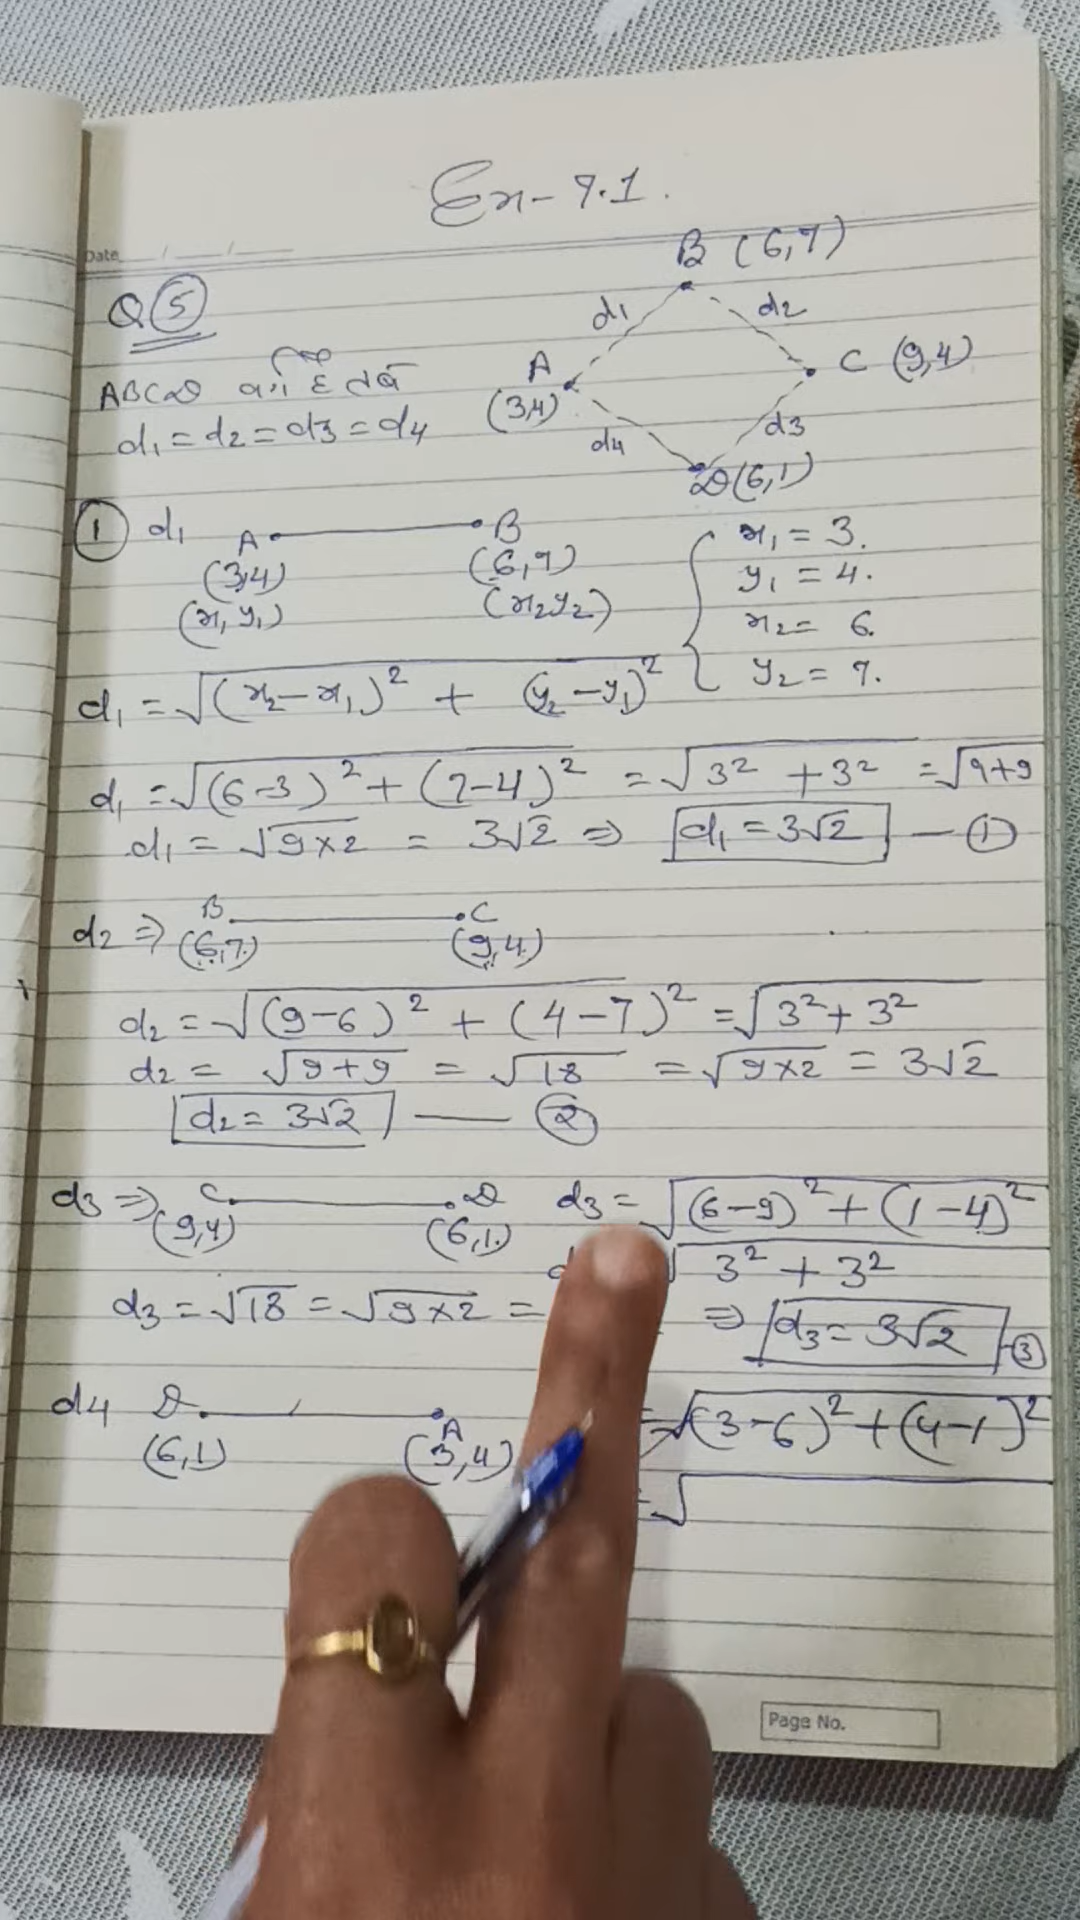 Ex-7.1.
Date / /
Q5
B (6,7)
d1 d2
A C (9,4)
(3,4)
ABCD वर्ग है तब
d1 = d2 = d3 = d4
d4 d3
D(6,1)
① d1 A B
(3,4) (6,7)
(x1 y1) (x2 y2)
x1 = 3.
y1 = 4.
x2 = 6.
y2 = 7.
d1 = √(x2-x1)² + (y2-y1)²
d1 = √(6-3)² + (7-4)² = √3² + 3² = √9+9
d1 = √9×2 = 3√2 ⇒ d1 = 3√2 — ①
d2 ⇒ B C
(6,7) (9,4)
d2 = √(9-6)² + (4-7)² = √3² + 3²
d2 = √9+9 = √18 = √9×2 = 3√2
d2 = 3√2 — ②
d3 ⇒ C D d3 = √(6-9)² + (1-4)²
(9,4) (6,1)
√3² + 3²
d3 = √18 = √9×2 = ⇒ d3 = 3√2 -③
d4 D A = √(3-6)² + (4-1)²
(6,1) (3,4)
= √
Page No.